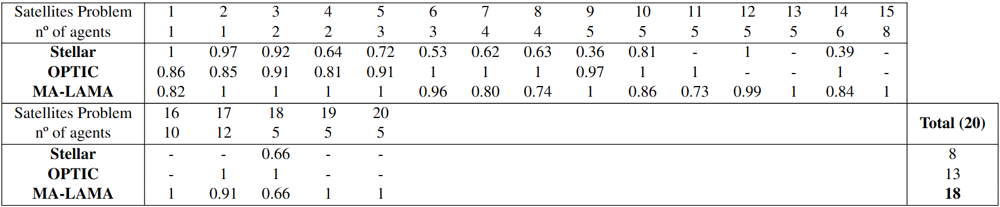 Satellites Problem 1 2 3 4 5 6 7 8 9 10 11 12 13 14 15
nº of agents 1 1 2 2 3 3 4 4 5 5 5 5 5 6 8
Stellar 1 0.97 0.92 0.64 0.72 0.53 0.62 0.63 0.36 0.81 - 1 - 0.39 -
OPTIC 0.86 0.85 0.91 0.81 0.91 1 1 1 0.97 1 1 - - 1 -
MA-LAMA 0.82 1 1 1 1 0.96 0.80 0.74 1 0.86 0.73 0.99 1 0.84 1
Satellites Problem 16 17 18 19 20
nº of agents 10 12 5 5 5
Total (20)
Stellar - - 0.66 - - 8
OPTIC - 1 1 - - 13
MA-LAMA 1 0.91 0.66 1 1 18